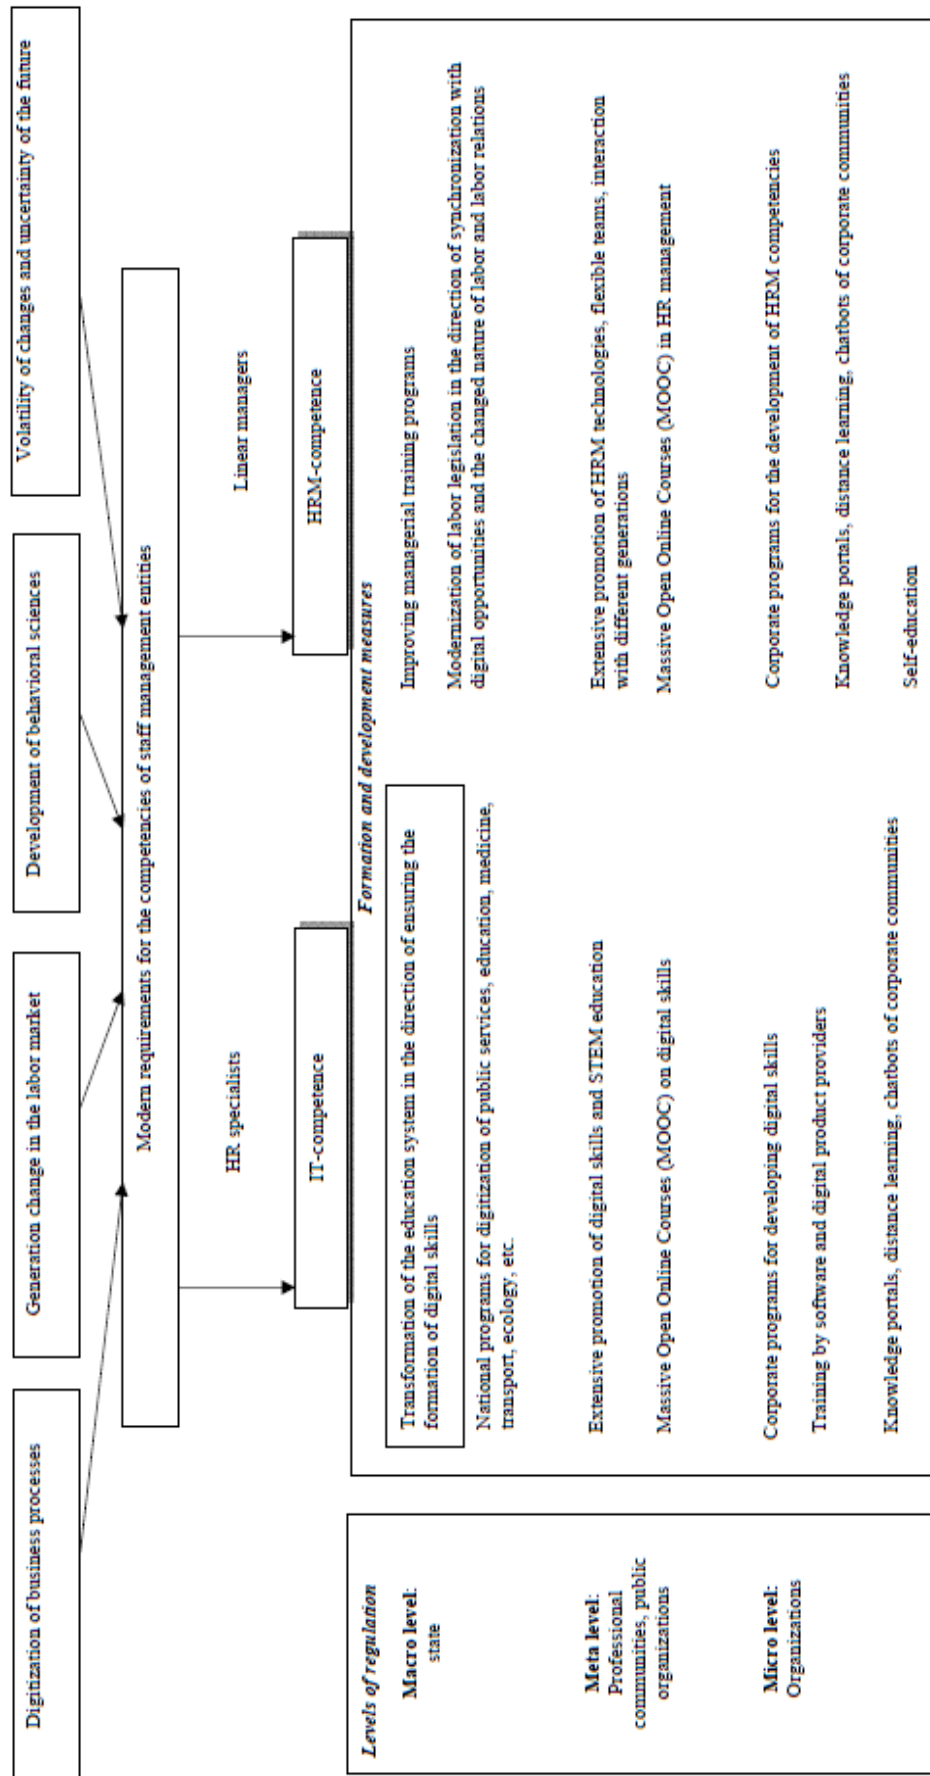 Digitization of business processes
Generation change in the labor market
Development of behavioral sciences
Volatility of changes and uncertainty of the future
Modern requirements for the competencies of staff management entities
HR specialists
Linear managers
IT-competence
HRM-competence
Levels of regulation
Formation and development measures
Macro level:
state
Transformation of the education system in the direction of ensuring the
formation of digital skills
National programs for digitization of public services, education, medicine,
transport, ecology, etc.
Improving managerial training programs
Modernization of labor legislation in the direction of synchronization with
digital opportunities and the changed nature of labor and labor relations
Meta level:
Professional
communities, public
organizations
Extensive promotion of digital skills and STEM education
Massive Open Online Courses (MOOC) on digital skills
Extensive promotion of HRM technologies, flexible teams, interaction
with different generations
Massive Open Online Courses (MOOC) in HR management
Micro level:
Organizations
Corporate programs for developing digital skills
Training by software and digital product providers
Knowledge portals, distance learning, chatbots of corporate communities
Corporate programs for the development of HRM competencies
Knowledge portals, distance learning, chatbots of corporate communities
Self-education